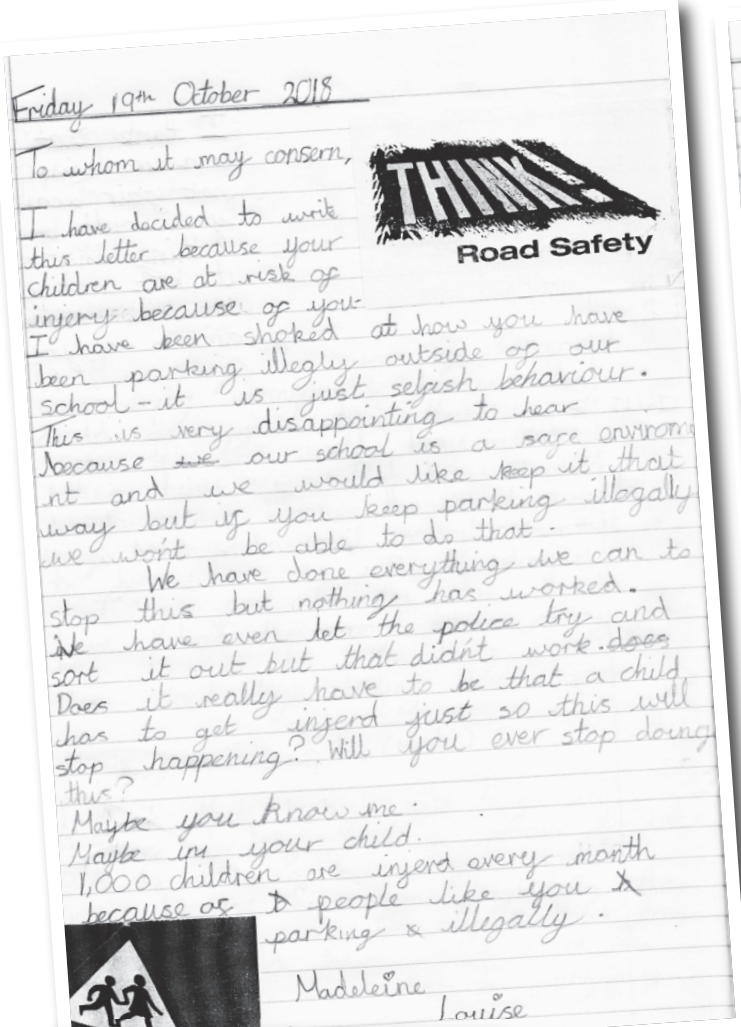 Friday 19th October 2018
To whom it may consern,
THINK!
Road Safety
I have decided to write
this letter because your
children are at risk of
injery because of you.
I have been shoked at how you have
been parking illegly outside of our
school - it is just selfish behaviour.
This is very disappointing to hear
because we our school is a safe envirome
nt and we would like keep it that
way but if you keep parking illegally
we won't be able to do that.
We have done everything we can to
stop this but nothing has worked.
We have even let the police try and
sort it out but that didn't work. does
Does it really have to be that a child
has to get injerd just so this will
stop happening? Will you ever stop doing
this?
Maybe you know me.
Maybe im your child.
1,000 children are injerd every month
because of people like you
parking illegally.
Madeleine
Louise